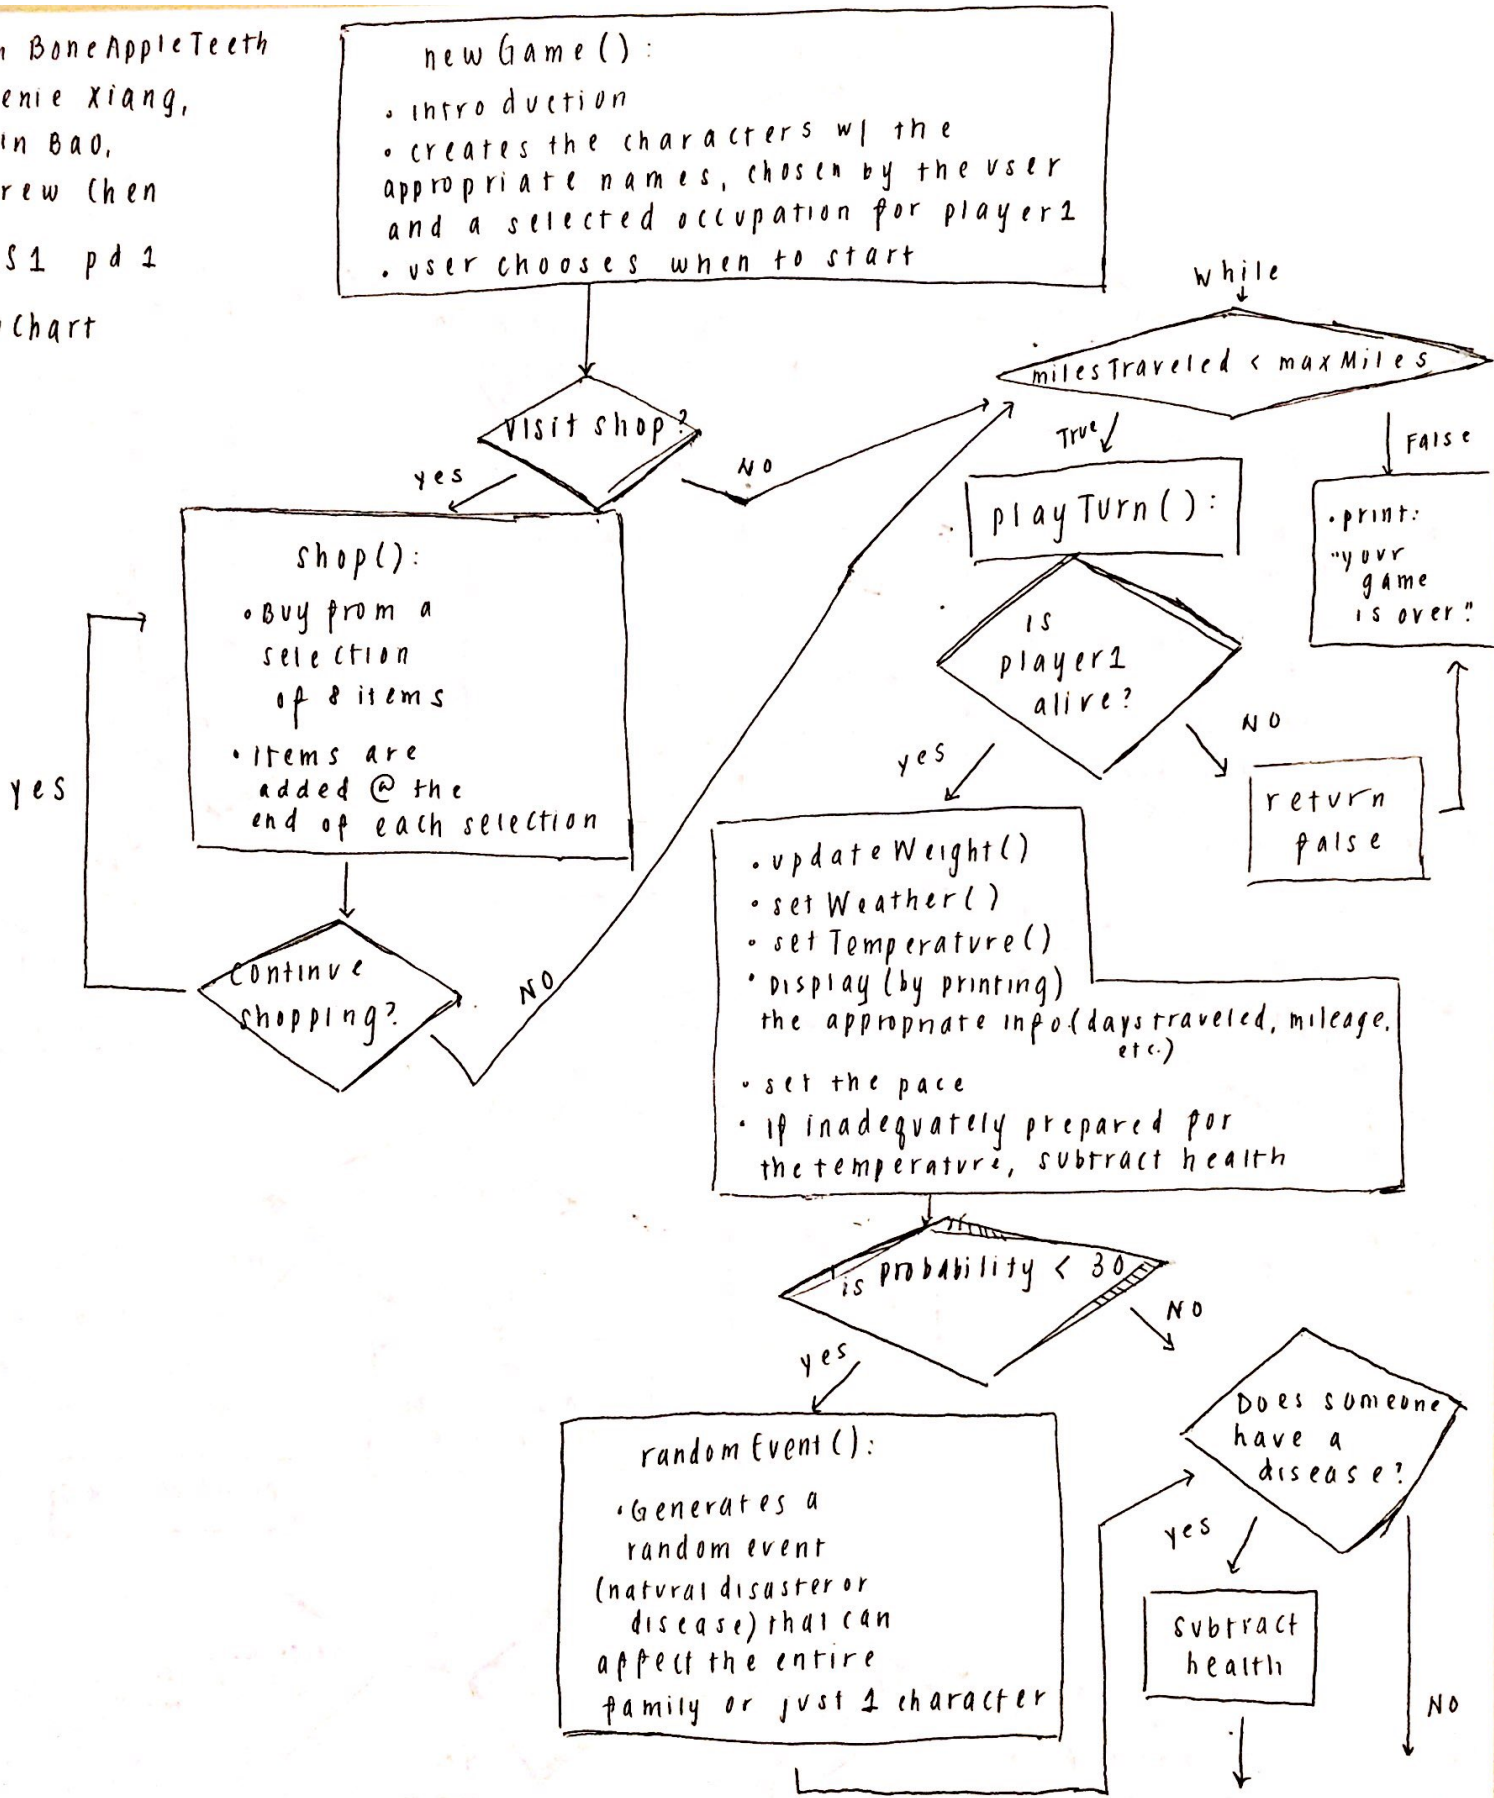 BoneAppleTeeth
enie Xiang,
in Bao,
rew Chen
S1 pd 1
Chart
newGame():
• introduction
• creates the characters w/ the
appropriate names, chosen by the user
and a selected occupation for player1
• user chooses when to start
visit shop?
yes
NO
shop():
• Buy from a
selection
of 8 items
• Items are
added @ the
end of each selection
yes
continue
shopping?
NO
while
milesTraveled < maxMiles
True
False
playTurn():
• print:
"your
game
is over."
is
player1
alive?
yes
NO
return
false
• updateWeight()
• setWeather()
• setTemperature()
• Display (by printing)
the appropriate info (days traveled, mileage,
etc.)
• set the pace
• if inadequately prepared for
the temperature, subtract health
is probability < 30
yes
NO
randomEvent():
• Generates a
random event
(natural disaster or
disease) that can
affect the entire
family or just 1 character
Does someone
have a
disease?
yes
NO
subtract
health